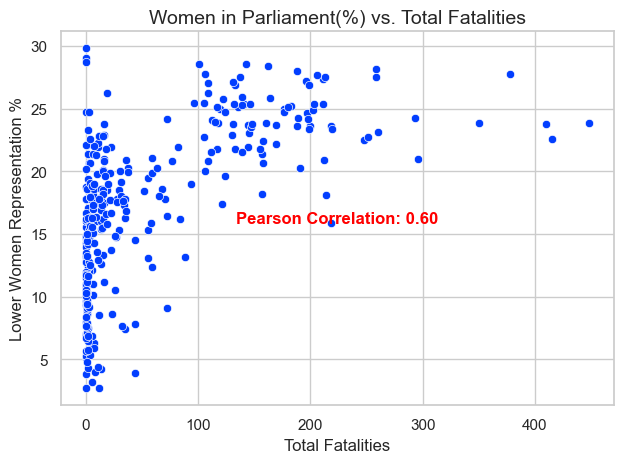 Women in Parliament(%) vs. Total Fatalities
30
25
20
15
10
5
Lower Women Representation %
Pearson Correlation: 0.60
0
100
200
300
400
Total Fatalities